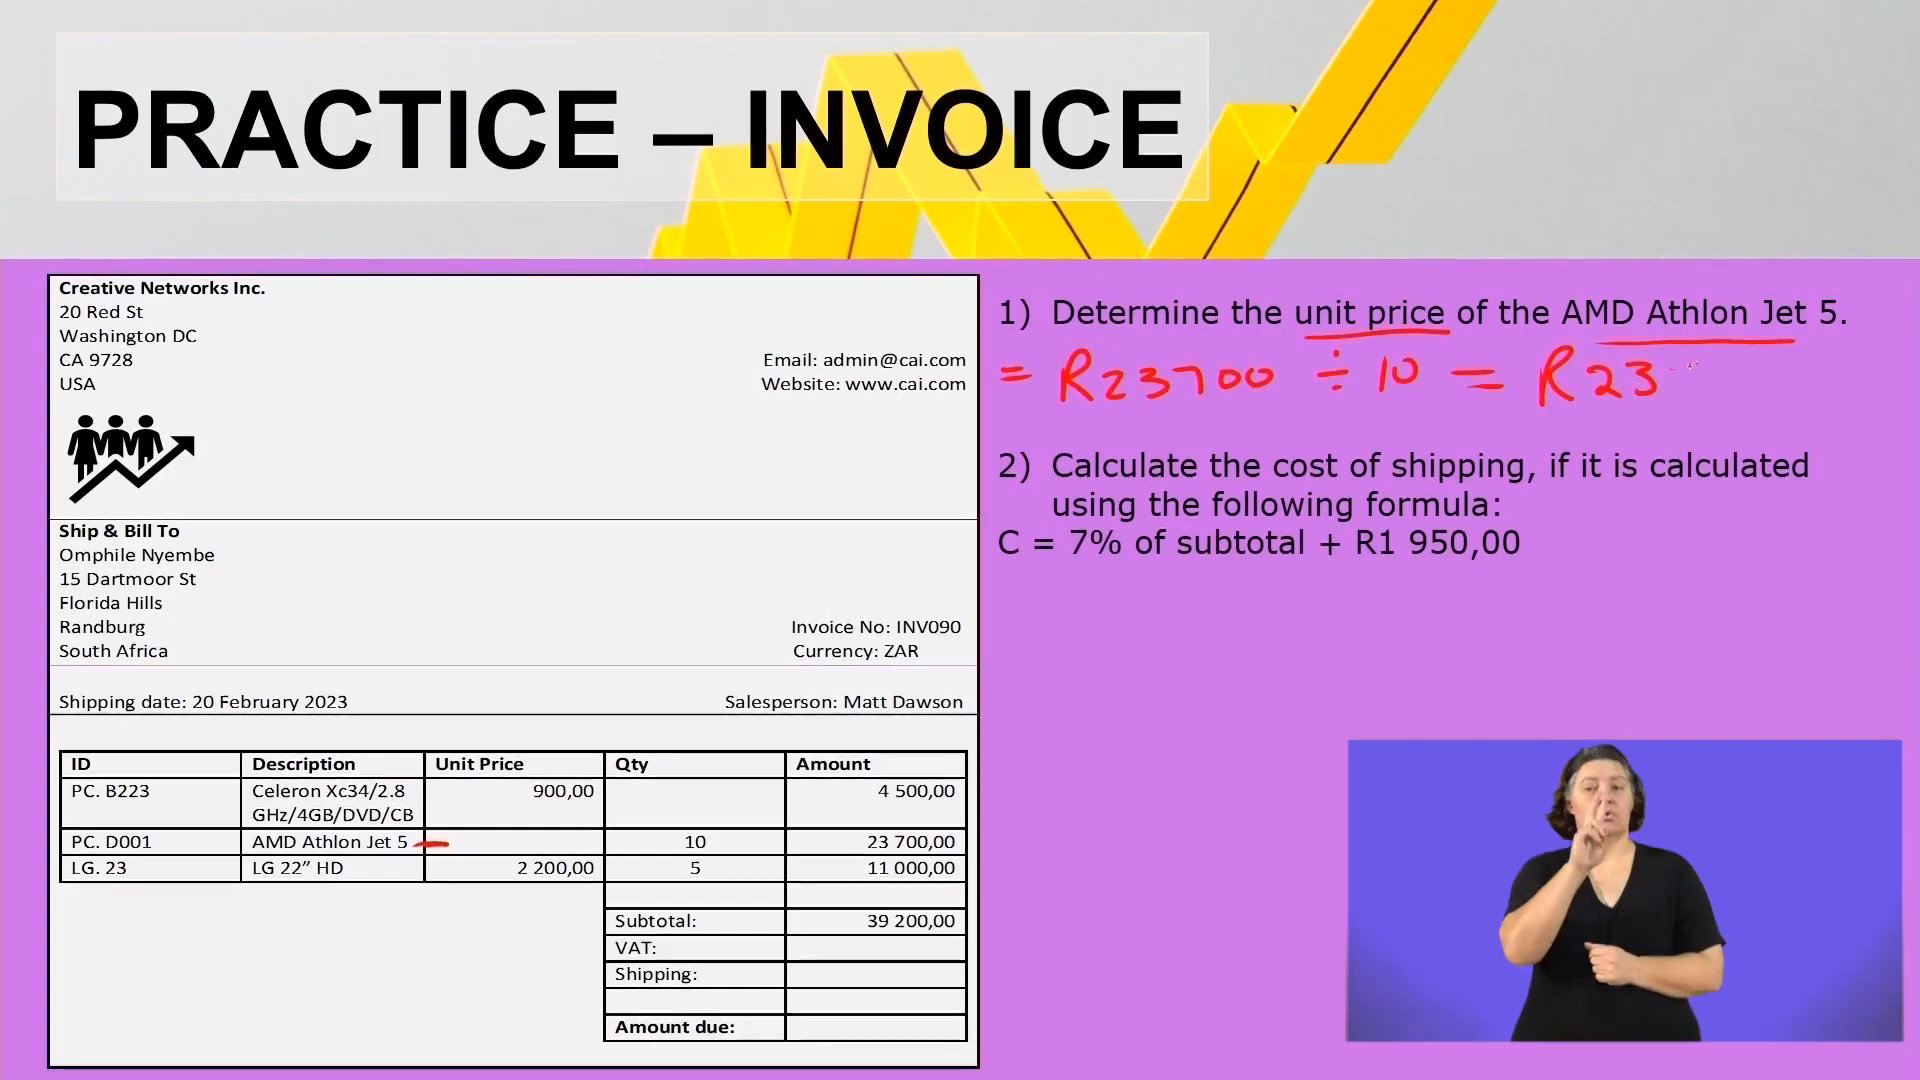 PRACTICE – INVOICE
Creative Networks Inc.
20 Red St
Washington DC
CA 9728
USA
Email: admin@cai.com
Website: www.cai.com
Ship & Bill To
Omphile Nyembe
15 Dartmoor St
Florida Hills
Randburg
South Africa
Invoice No: INV090
Currency: ZAR
Shipping date: 20 February 2023 Salesperson: Matt Dawson
ID Description Unit Price Qty Amount
PC. B223 Celeron Xc34/2.8 900,00 4 500,00
GHz/4GB/DVD/CB
PC. D001 AMD Athlon Jet 5 10 23 700,00
LG. 23 LG 22” HD 2 200,00 5 11 000,00
Subtotal: 39 200,00
VAT:
Shipping:
Amount due:
1) Determine the unit price of the AMD Athlon Jet 5.
= R23700 ÷ 10 = R23
2) Calculate the cost of shipping, if it is calculated
using the following formula:
C = 7% of subtotal + R1 950,00